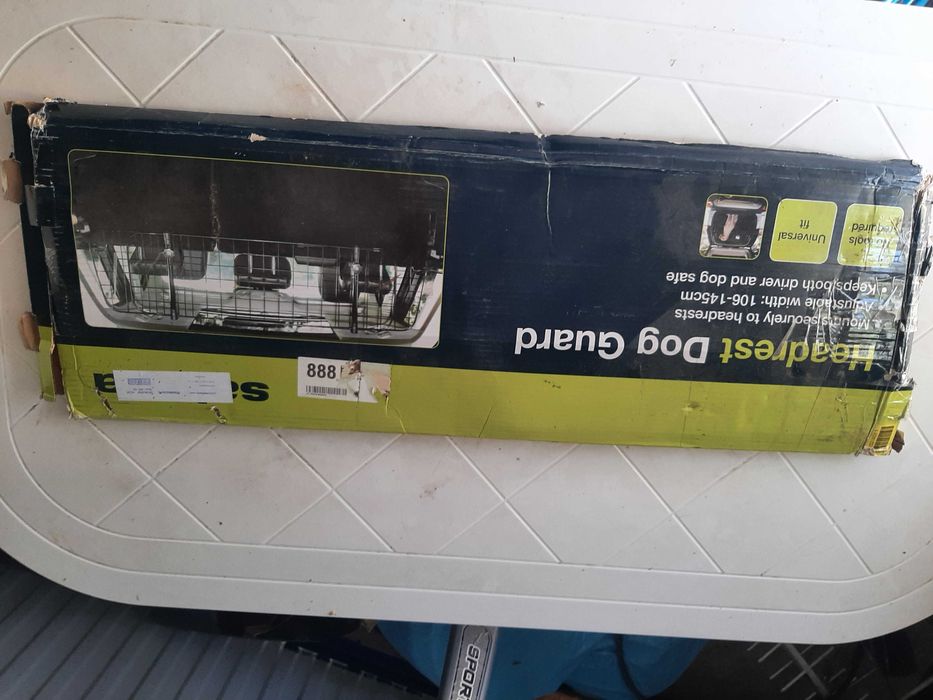 Headrest Dog Guard
• Mounts securely to headrests
• Adjustable width: 106-145cm
• Keeps both driver and dog safe
No tools
required
Universal
fit
888
SPOR